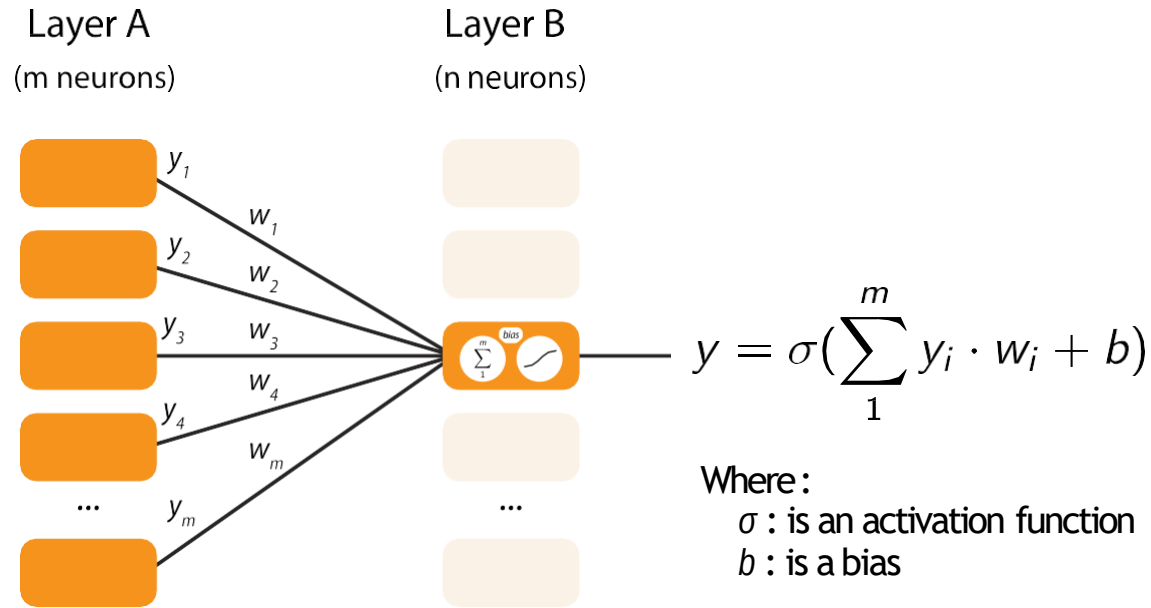 Layer A
(m neurons)
Layer B
(n neurons)
y₁
w₁
y₂
w₂
y₃
w₃
y₄
w₄
yₘ
wₘ
...
...
bias
m
∑
1
m
y = σ(∑ yᵢ · wᵢ + b)
1
Where :
σ : is an activation function
b : is a bias